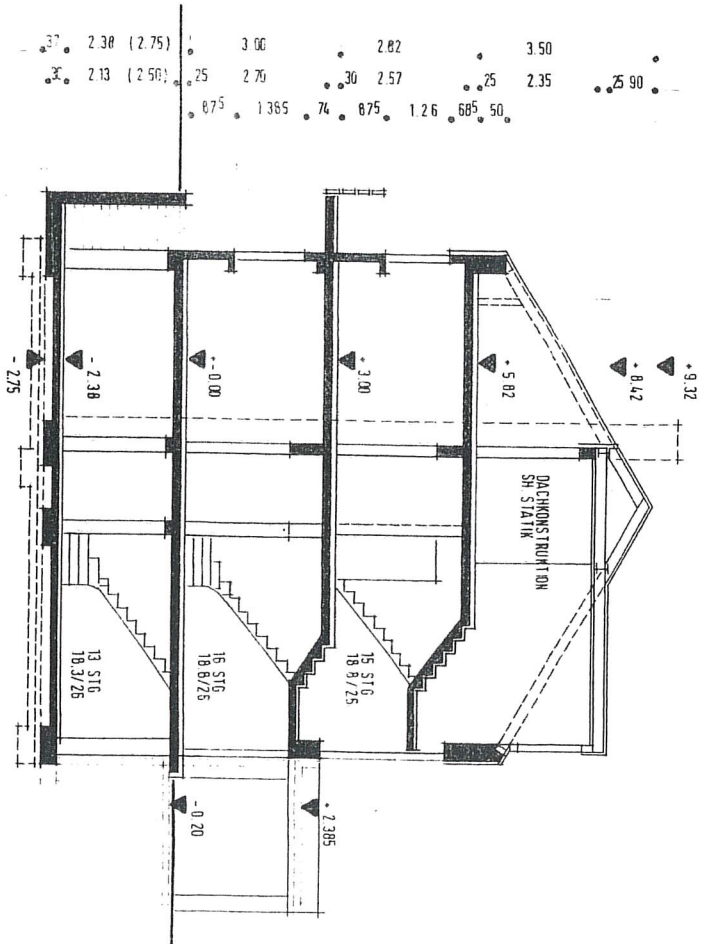 37 2.38 (2.75) 3.00 2.82 3.50
30 2.13 (2.50) 25 2.70 30 2.57 25 2.35 25 90
87⁵ 1.385 74 875 1.26 68⁵ 50
- 2.75
- 2.38
+- 0.00
+ 3.00
+ 5.82
+ 8.42
+ 9.32
DACHKONSTRUKTION
SH. STATIK
13 STG
18.3/26
16 STG
18.8/26
15 STG
18.8/25
- 0.20
+ 2.385